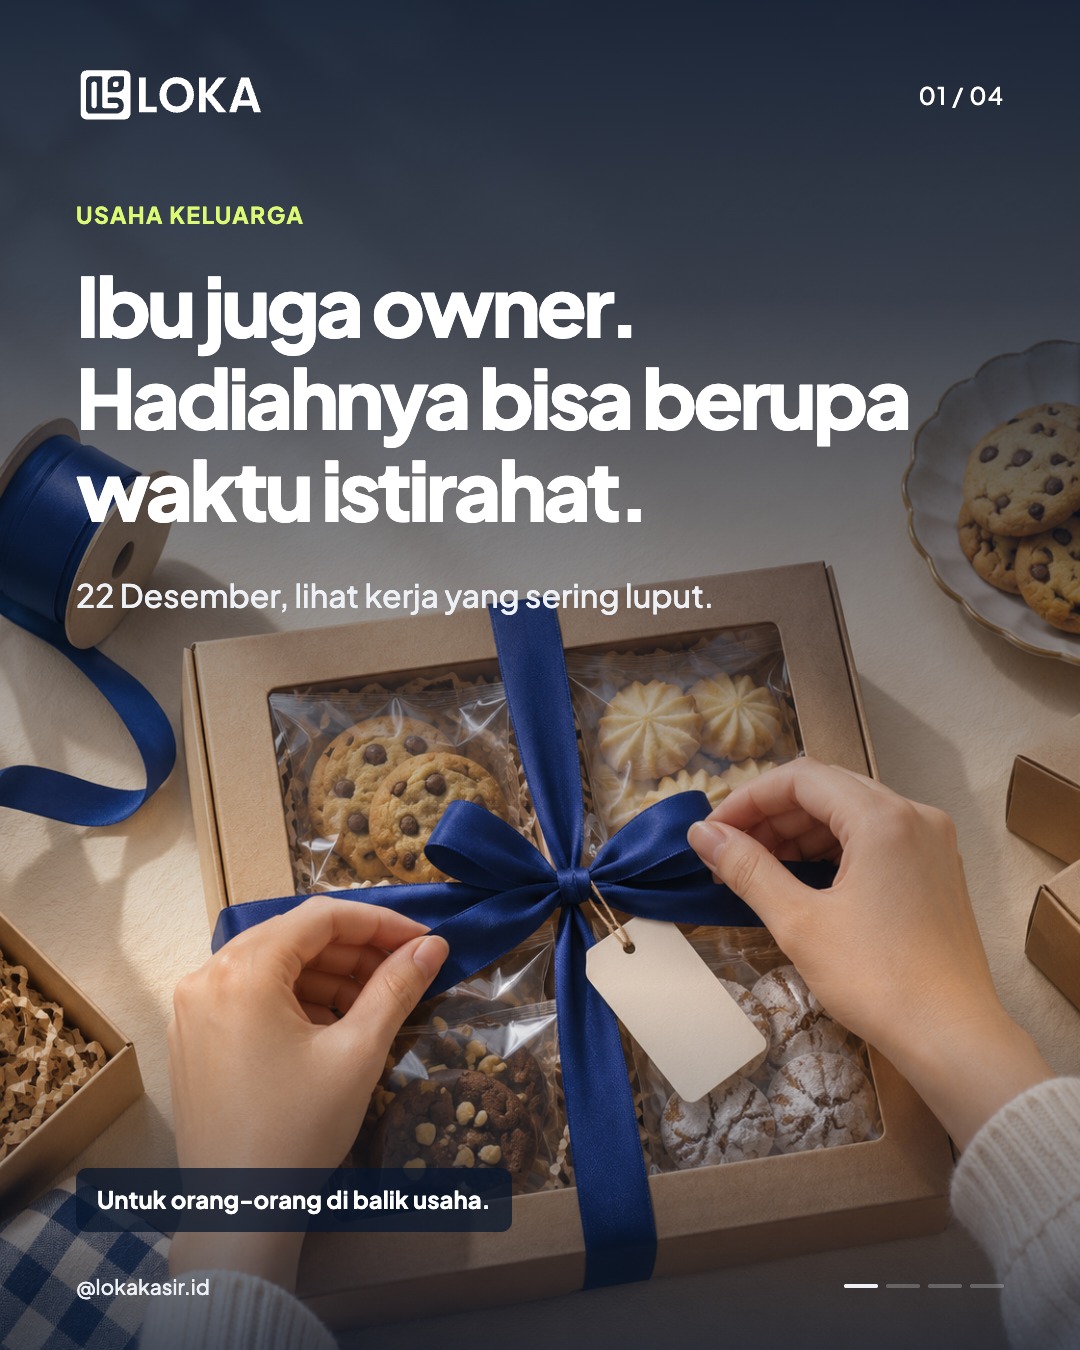 LOKA
01 / 04
USAHA KELUARGA
Ibu juga owner.
Hadiahnya bisa berupa
waktu istirahat.
22 Desember, lihat kerja yang sering luput.
Untuk orang-orang di balik usaha.
@lokakasir.id